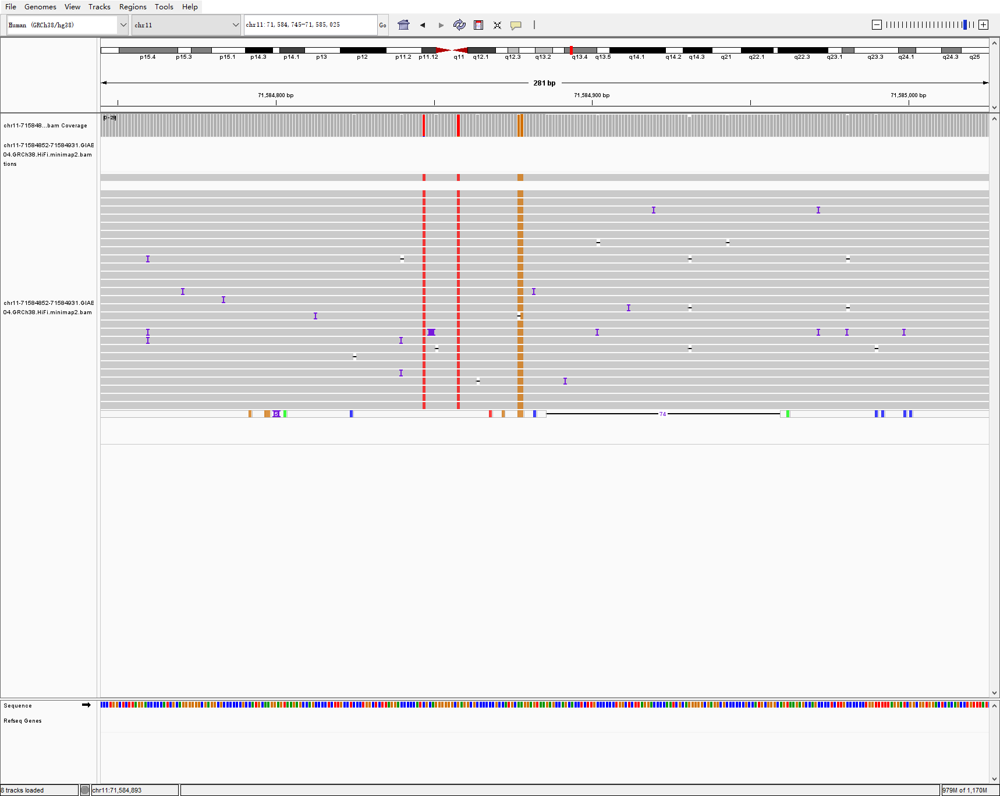 File Genomes View Tracks Regions Tools Help
Human (GRCh38/hg38) chr11 chr11:71,584,745-71,585,025 Go
p15.4 p15.3 p15.1 p14.3 p14.1 p13 p12 p11.2 p11.12 q11 q12.1 q12.3 q13.2 q13.4 q13.5 q14.1 q14.2 q14.3 q21 q22.1 q22.3 q23.1 q23.3 q24.1 q24.3 q25
281 bp
71,584,800 bp 71,584,900 bp 71,585,000 bp
[0-29]
chr11-715848...bam Coverage
chr11-71584852-71584931.GIAB
04.GRCh38.HiFi.minimap2.bam
tions
chr11-71584852-71584931.GIAB
04.GRCh38.HiFi.minimap2.bam
5 74
Sequence
Refseq Genes
8 tracks loaded chr11:71,584,893 979M of 1,170M